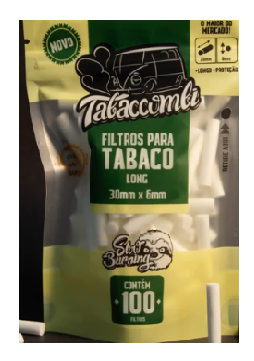 NOVO
O MAIOR DO
MERCADO!
+LONGO +PROTEÇÃO
Tabaccombi
FILTROS PARA
TABACO
LONG
30mm x 6mm
Slow
Burning
CONTÉM
100
FILTROS